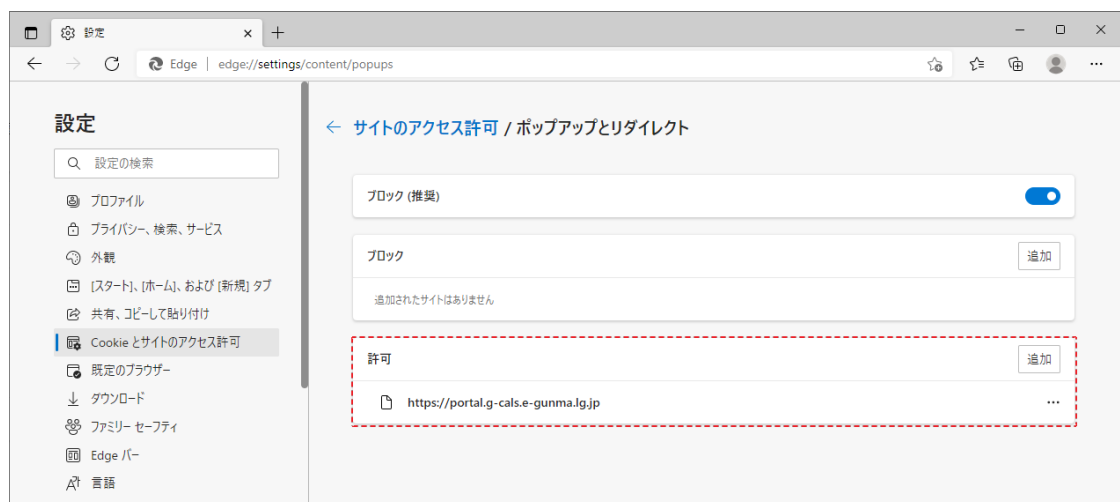 設定
Edge | edge://settings/content/popups
設定
設定の検索
プロファイル
プライバシー、検索、サービス
外観
[スタート]、[ホーム]、および [新規] タブ
共有、コピーして貼り付け
Cookie とサイトのアクセス許可
既定のブラウザー
ダウンロード
ファミリー セーフティ
Edge バー
言語
サイトのアクセス許可 / ポップアップとリダイレクト
ブロック (推奨)
ブロック
追加
追加されたサイトはありません
許可
追加
https://portal.g-cals.e-gunma.lg.jp